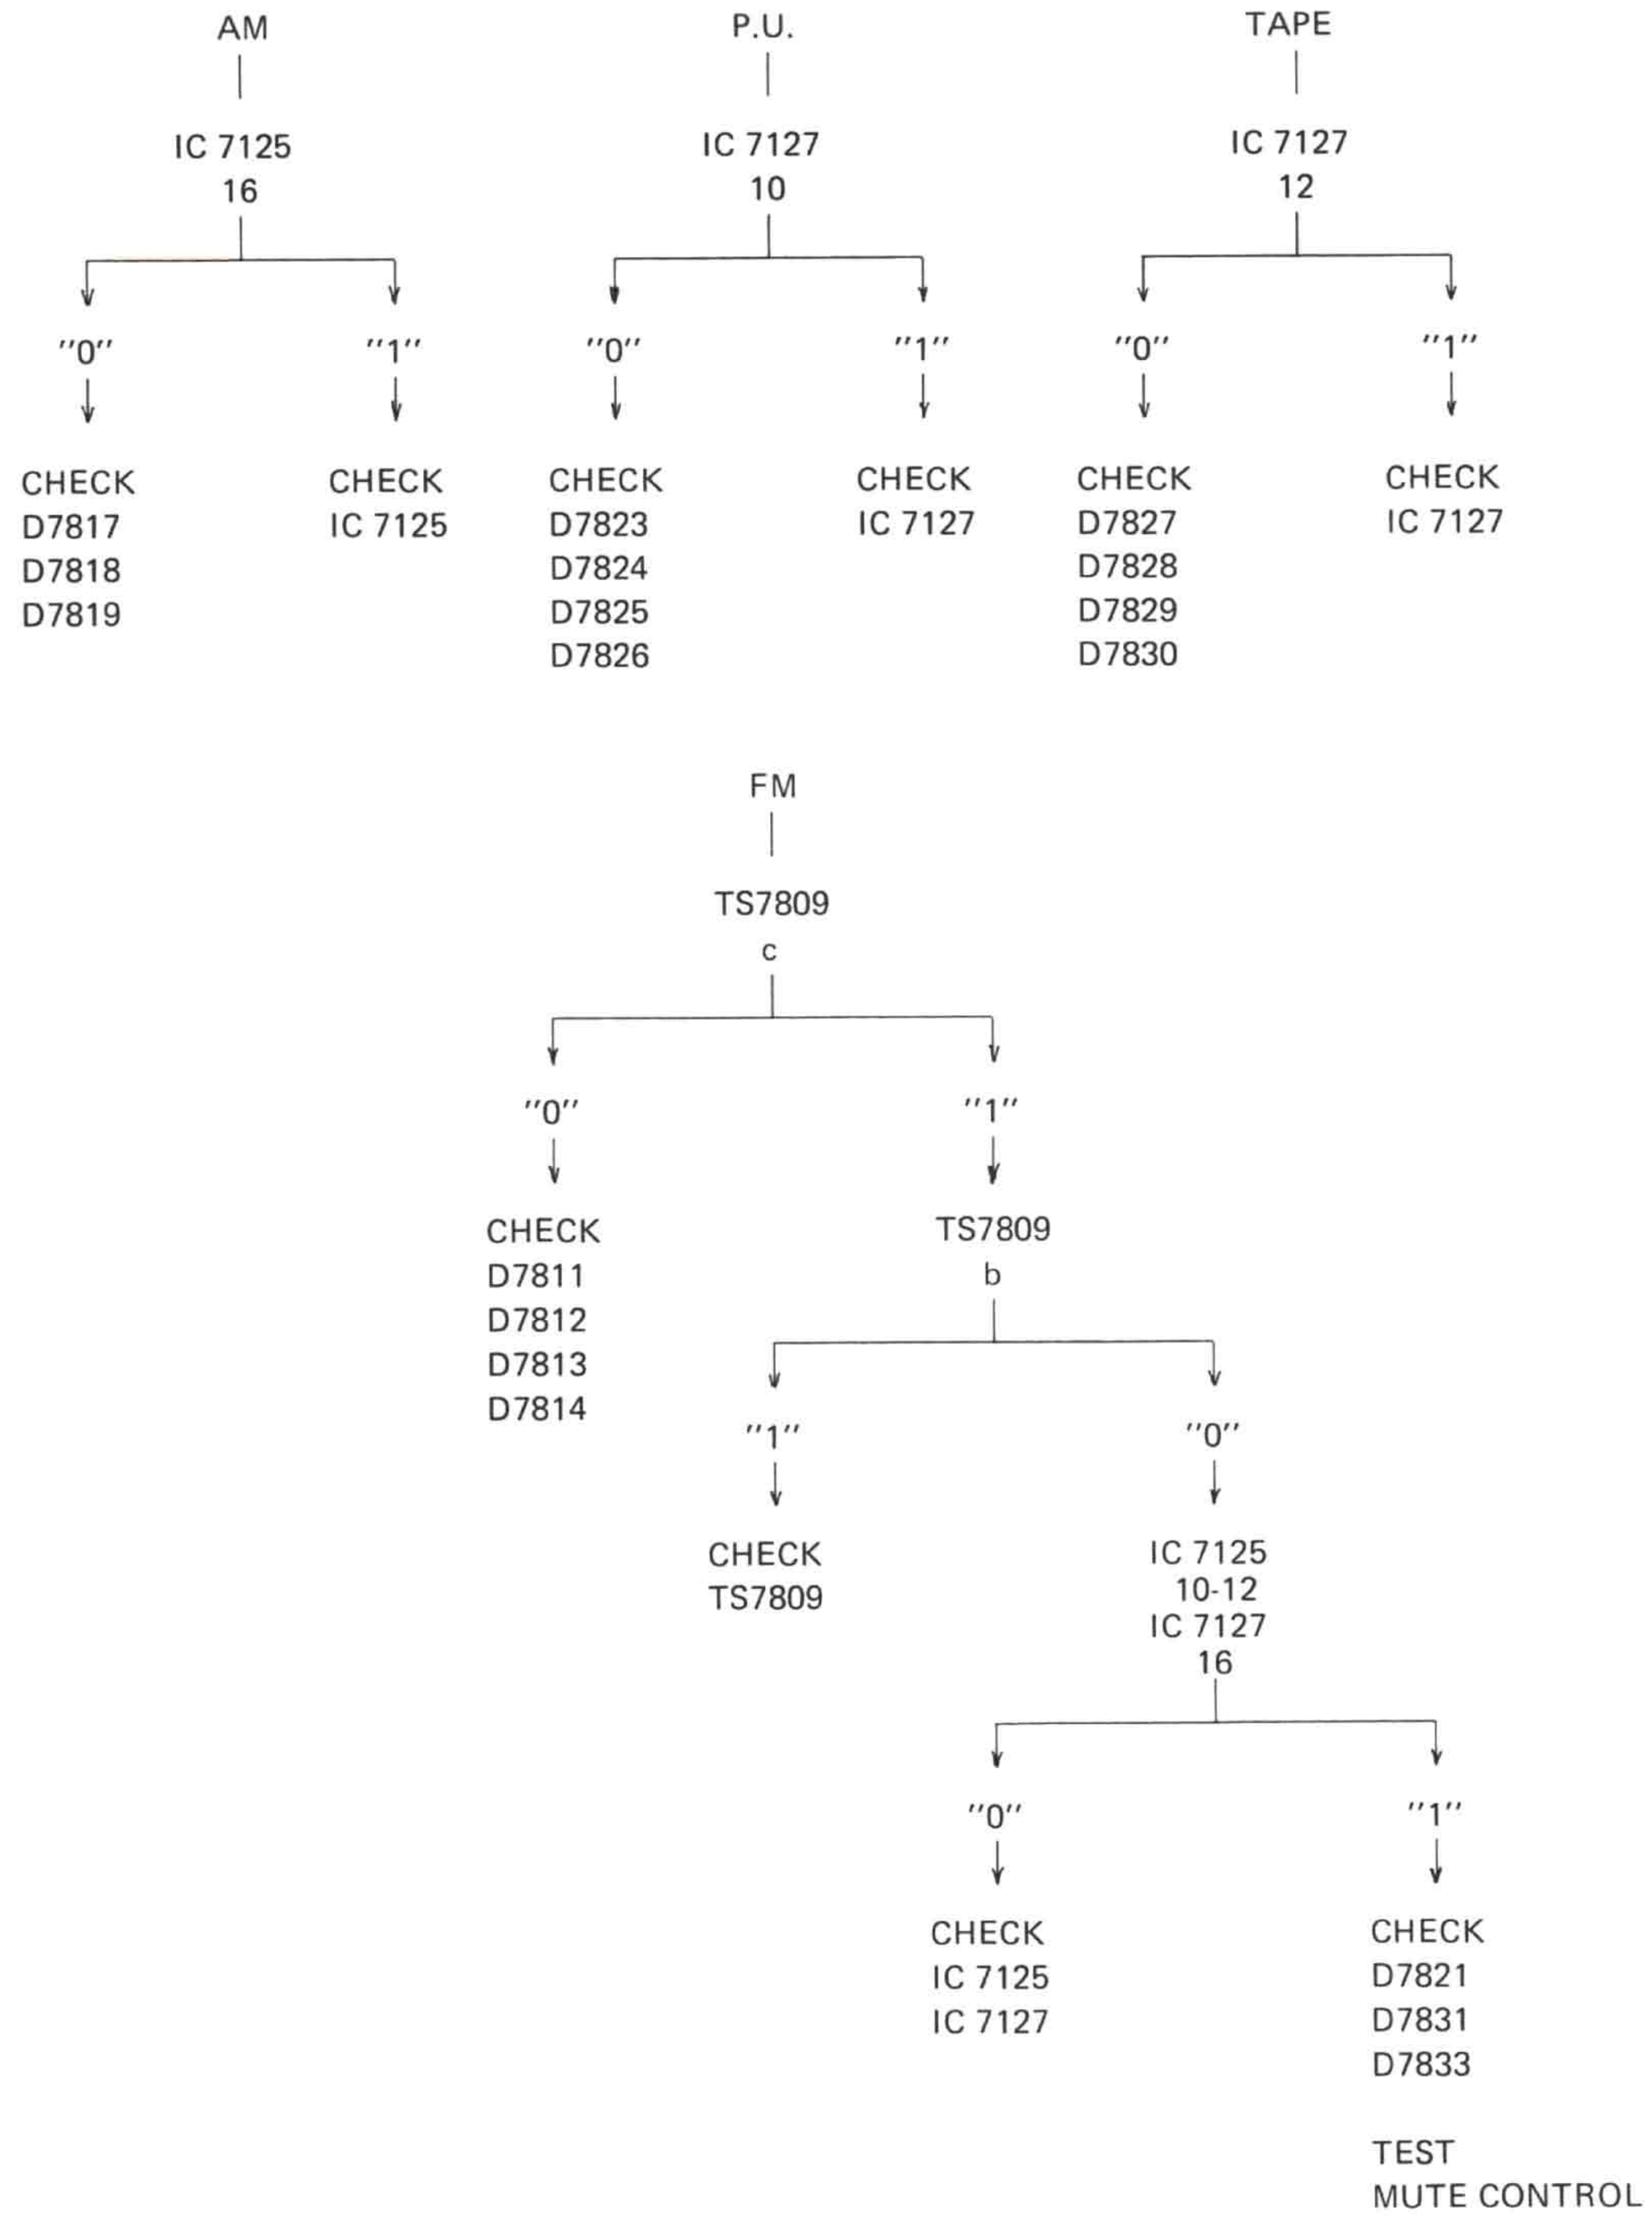 AM
IC 7125
16
"0"
"1"
CHECK
D7817
D7818
D7819
CHECK
IC 7125
P.U.
IC 7127
10
"0"
"1"
CHECK
D7823
D7824
D7825
D7826
CHECK
IC 7127
TAPE
IC 7127
12
"0"
"1"
CHECK
D7827
D7828
D7829
D7830
CHECK
IC 7127
FM
TS7809
c
"0"
"1"
CHECK
D7811
D7812
D7813
D7814
TS7809
b
"1"
"0"
CHECK
TS7809
IC 7125
10-12
IC 7127
16
"0"
"1"
CHECK
IC 7125
IC 7127
CHECK
D7821
D7831
D7833
TEST
MUTE CONTROL